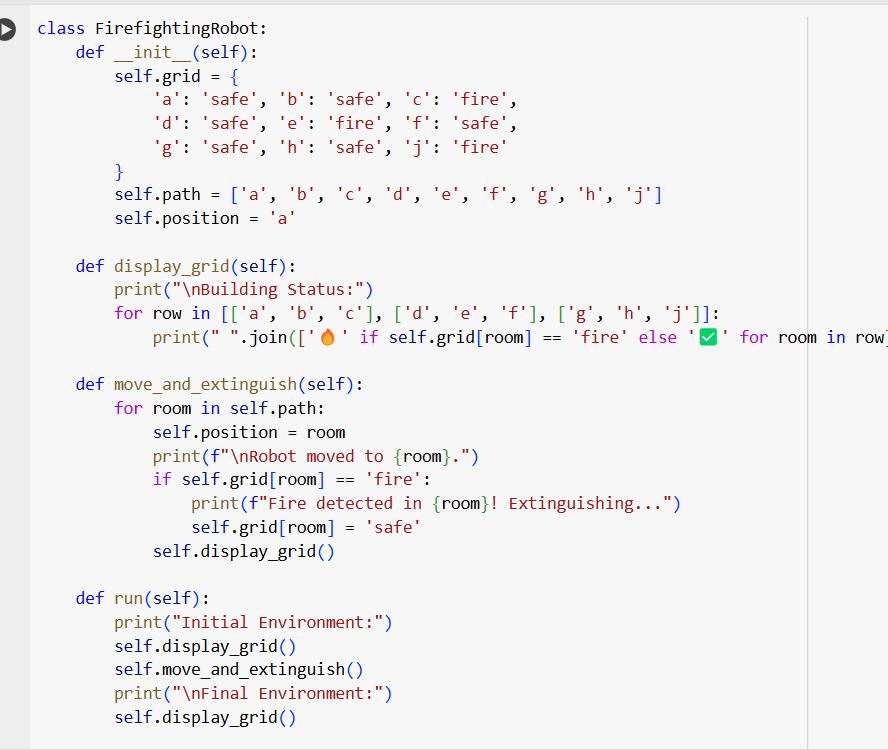 class FirefightingRobot:
    def __init__(self):
        self.grid = {
            'a': 'safe', 'b': 'safe', 'c': 'fire',
            'd': 'safe', 'e': 'fire', 'f': 'safe',
            'g': 'safe', 'h': 'safe', 'j': 'fire'
        }
        self.path = ['a', 'b', 'c', 'd', 'e', 'f', 'g', 'h', 'j']
        self.position = 'a'

    def display_grid(self):
        print("\nBuilding Status:")
        for row in [['a', 'b', 'c'], ['d', 'e', 'f'], ['g', 'h', 'j']]:
            print(" ".join(['🔥' if self.grid[room] == 'fire' else '✅' for room in row]

    def move_and_extinguish(self):
        for room in self.path:
            self.position = room
            print(f"\nRobot moved to {room}.")
            if self.grid[room] == 'fire':
                print(f"Fire detected in {room}! Extinguishing...")
                self.grid[room] = 'safe'
            self.display_grid()

    def run(self):
        print("Initial Environment:")
        self.display_grid()
        self.move_and_extinguish()
        print("\nFinal Environment:")
        self.display_grid()